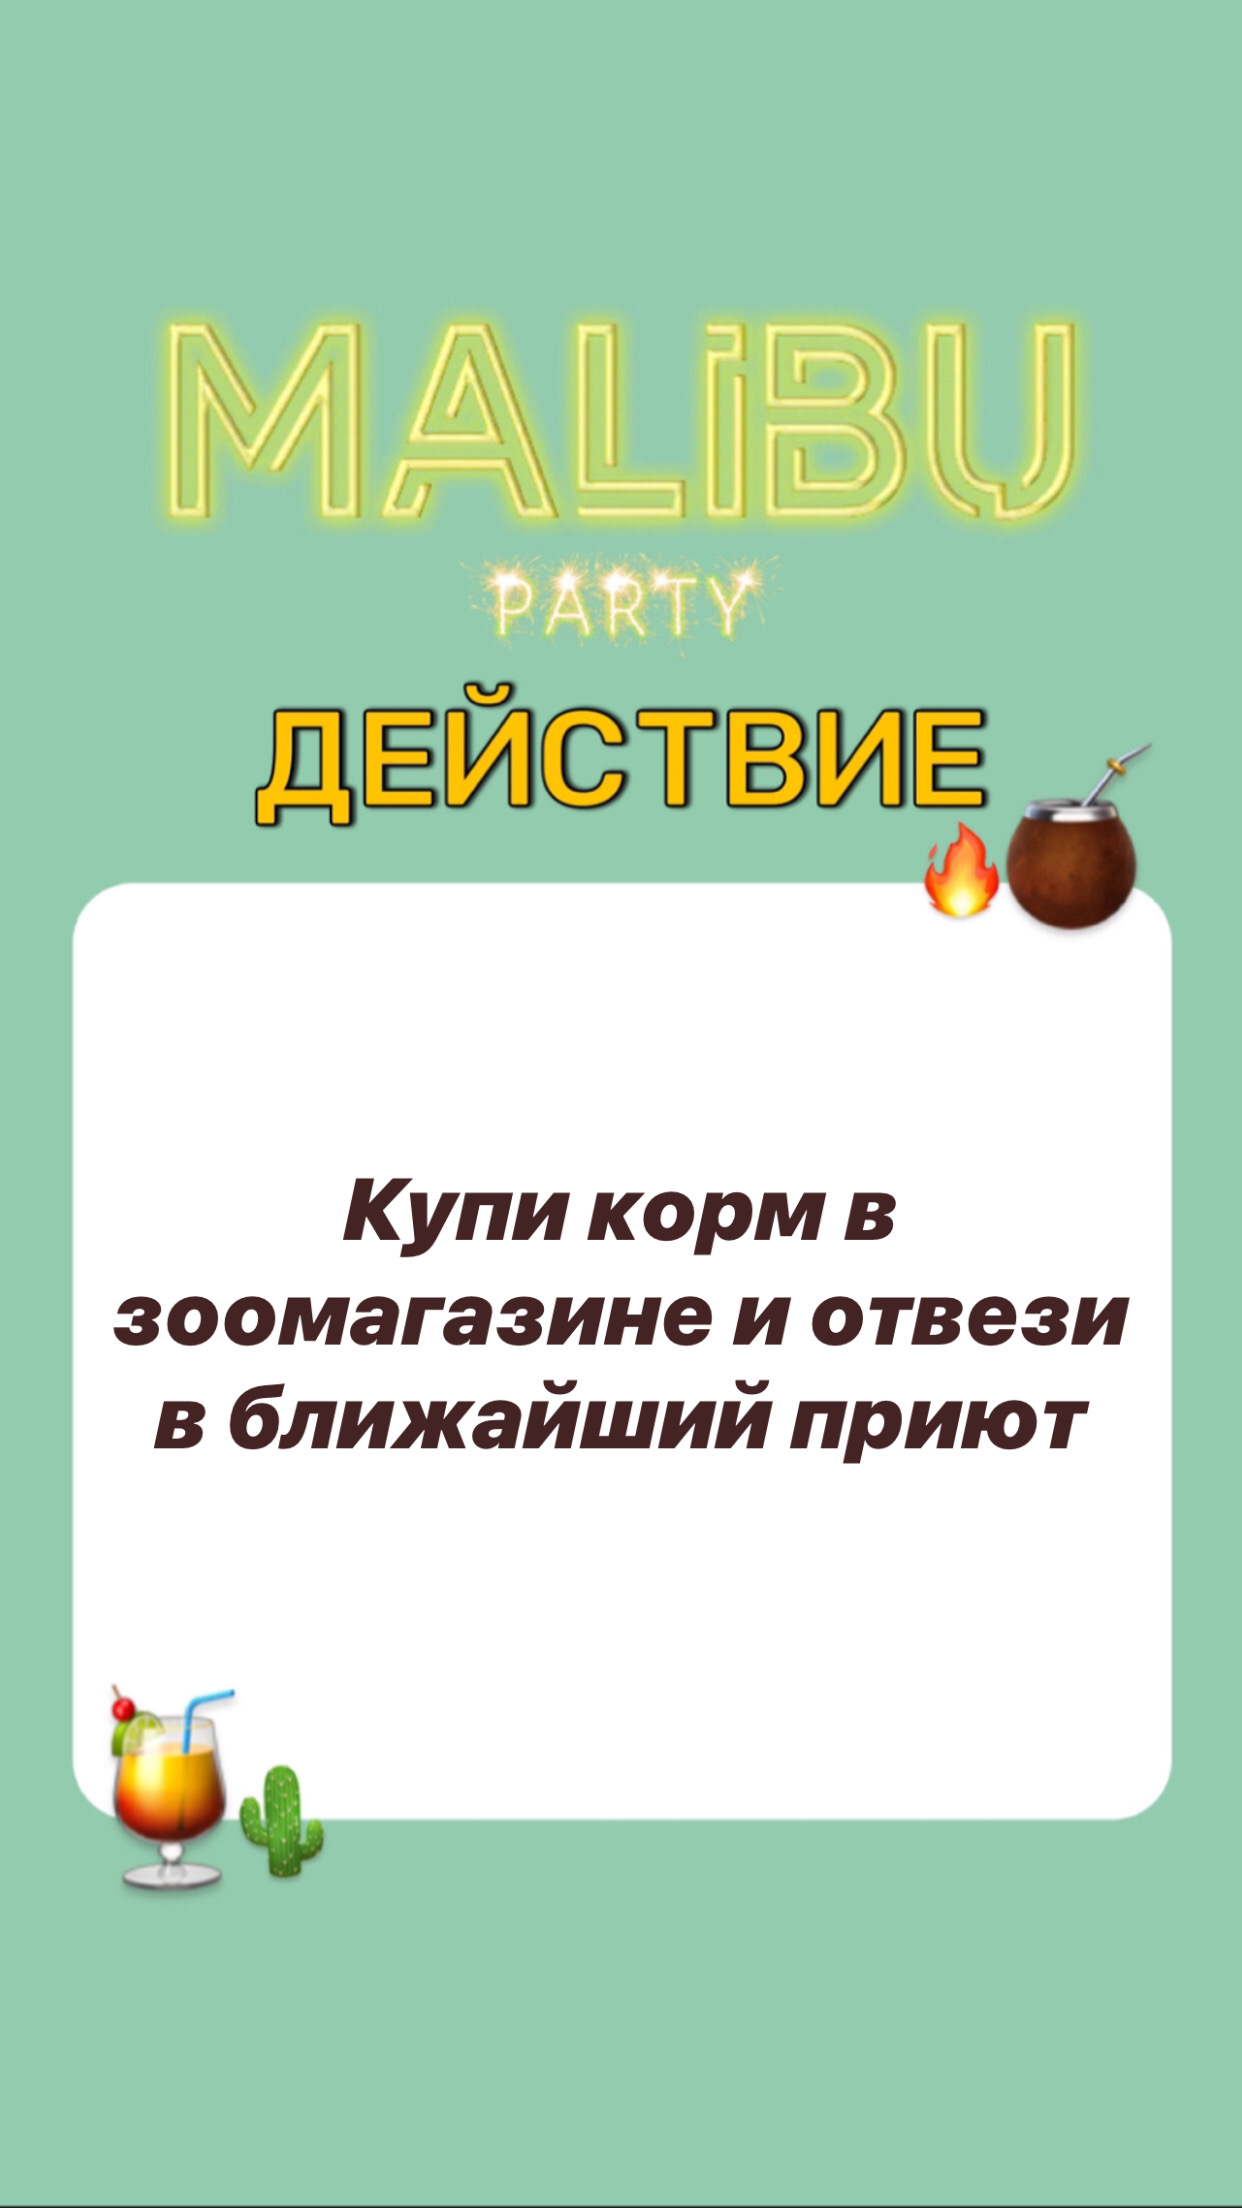 MALiBU
PARTY
ДЕЙСТВИЕ
Купи корм в
зоомагазине и отвези
в ближайший приют